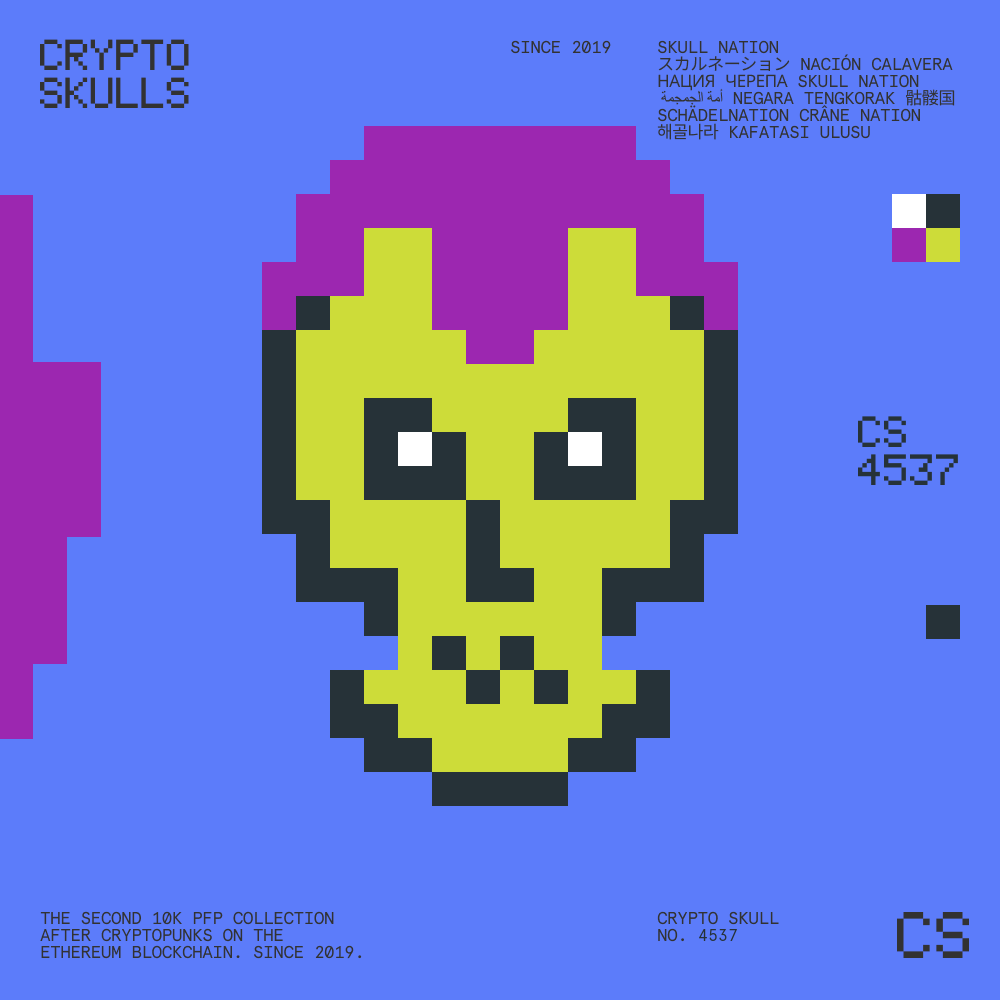 CRYPTO
SKULLS
SINCE 2019
SKULL NATION
スカルネーション NACIÓN CALAVERA
НАЦИЯ ЧЕРЕПА SKULL NATION
أمة الجمجمة NEGARA TENGKORAK 骷髅国
SCHÄDELNATION CRÂNE NATION
해골나라 KAFATASI ULUSU
CS
4537
THE SECOND 10K PFP COLLECTION
AFTER CRYPTOPUNKS ON THE
ETHEREUM BLOCKCHAIN. SINCE 2019.
CRYPTO SKULL
NO. 4537
CS